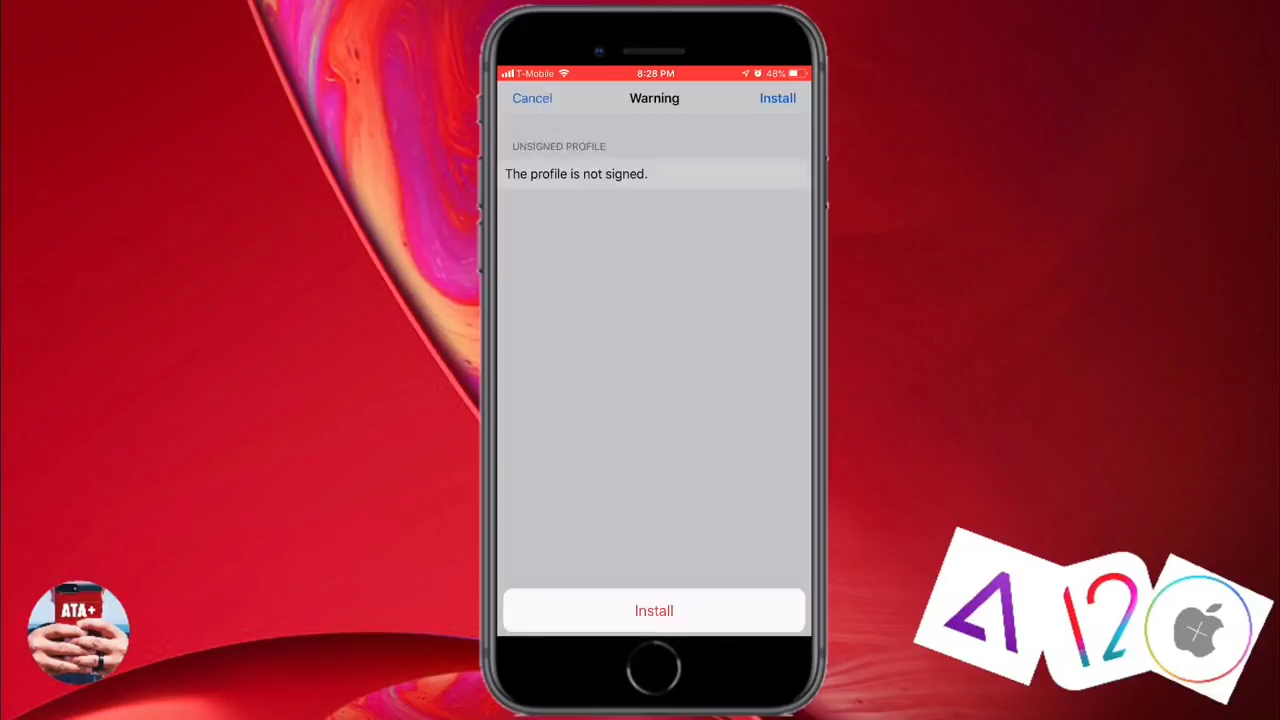 T-Mobile 8:28 PM 48%
Cancel Warning Install
UNSIGNED PROFILE
The profile is not signed.
Install
ATA+
12